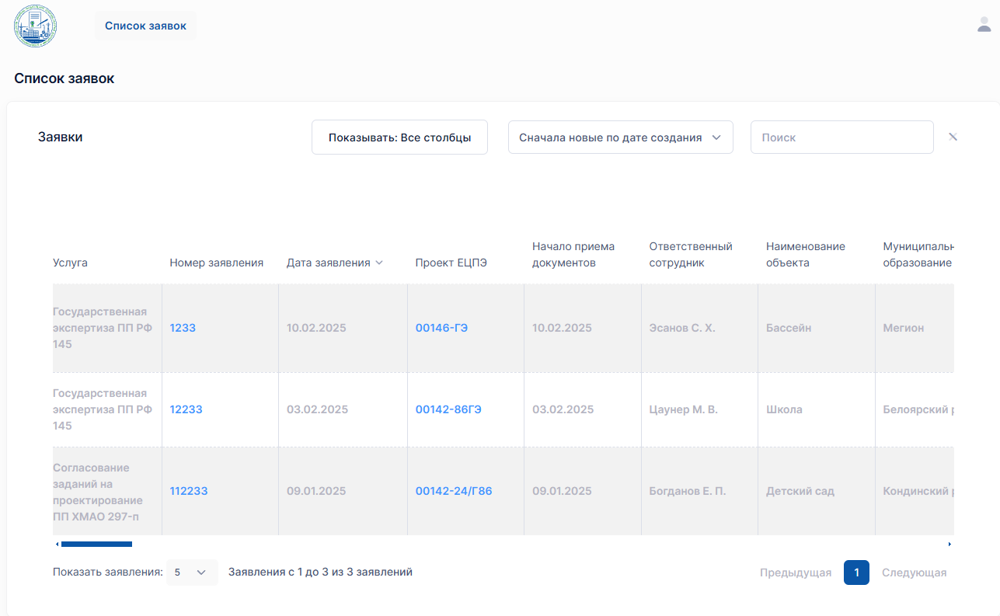 Список заявок
Список заявок
Заявки
Показывать: Все столбцы
Сначала новые по дате создания
Поиск
Услуга
Номер заявления
Дата заявления
Проект ЕЦПЭ
Начало приема
документов
Ответственный
сотрудник
Наименование
объекта
Муниципальн
образование
Государственная
экспертиза ПП РФ
145
1233
10.02.2025
00146-ГЭ
10.02.2025
Эсанов С. Х.
Бассейн
Мегион
Государственная
экспертиза ПП РФ
145
12233
03.02.2025
00142-86ГЭ
03.02.2025
Цаунер М. В.
Школа
Белоярский р
Согласование
заданий на
проектирование
ПП ХМАО 297-п
112233
09.01.2025
00142-24/Г86
09.01.2025
Богданов Е. П.
Детский сад
Кондинский р
Показать заявления: 5
Заявления с 1 до 3 из 3 заявлений
Предыдущая 1 Следующая